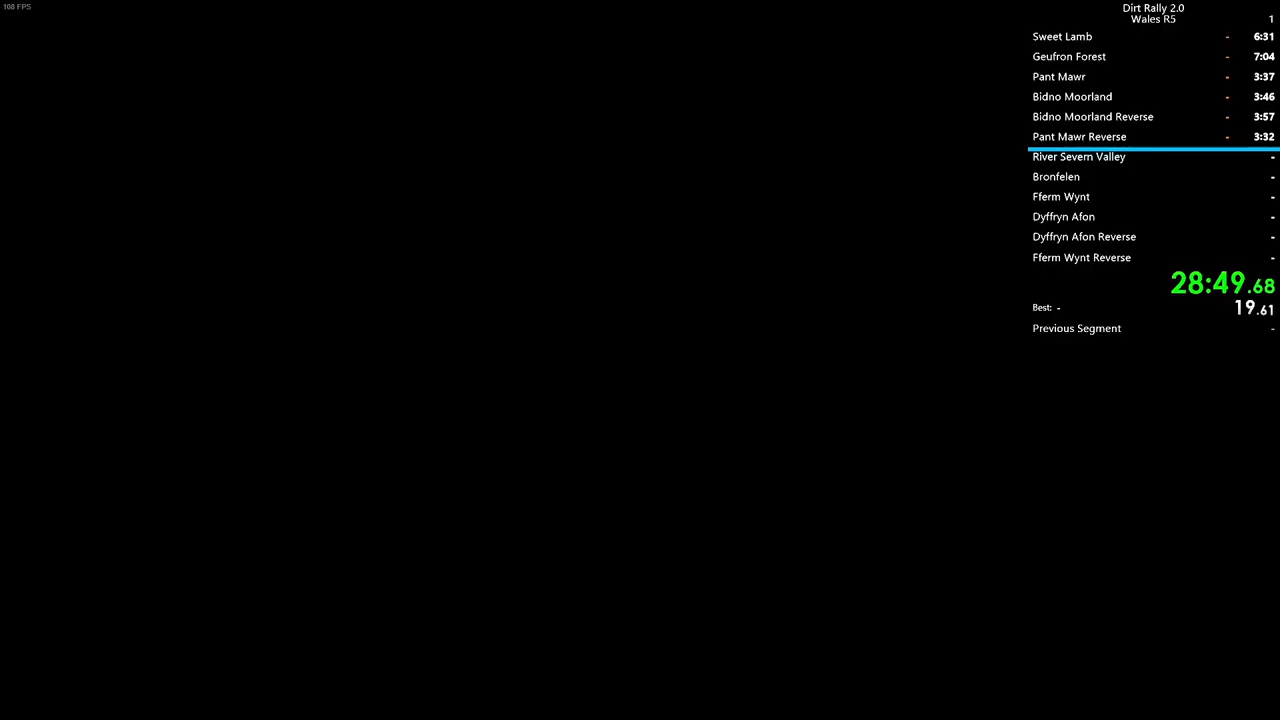 108 FPS
Dirt Rally 2.0
Wales R5 1
Sweet Lamb - 6:31
Geufron Forest - 7:04
Pant Mawr - 3:37
Bidno Moorland - 3:46
Bidno Moorland Reverse - 3:57
Pant Mawr Reverse - 3:32
River Severn Valley -
Bronfelen -
Fferm Wynt -
Dyffryn Afon -
Dyffryn Afon Reverse -
Fferm Wynt Reverse -
28:49.68
Best: - 19.61
Previous Segment -